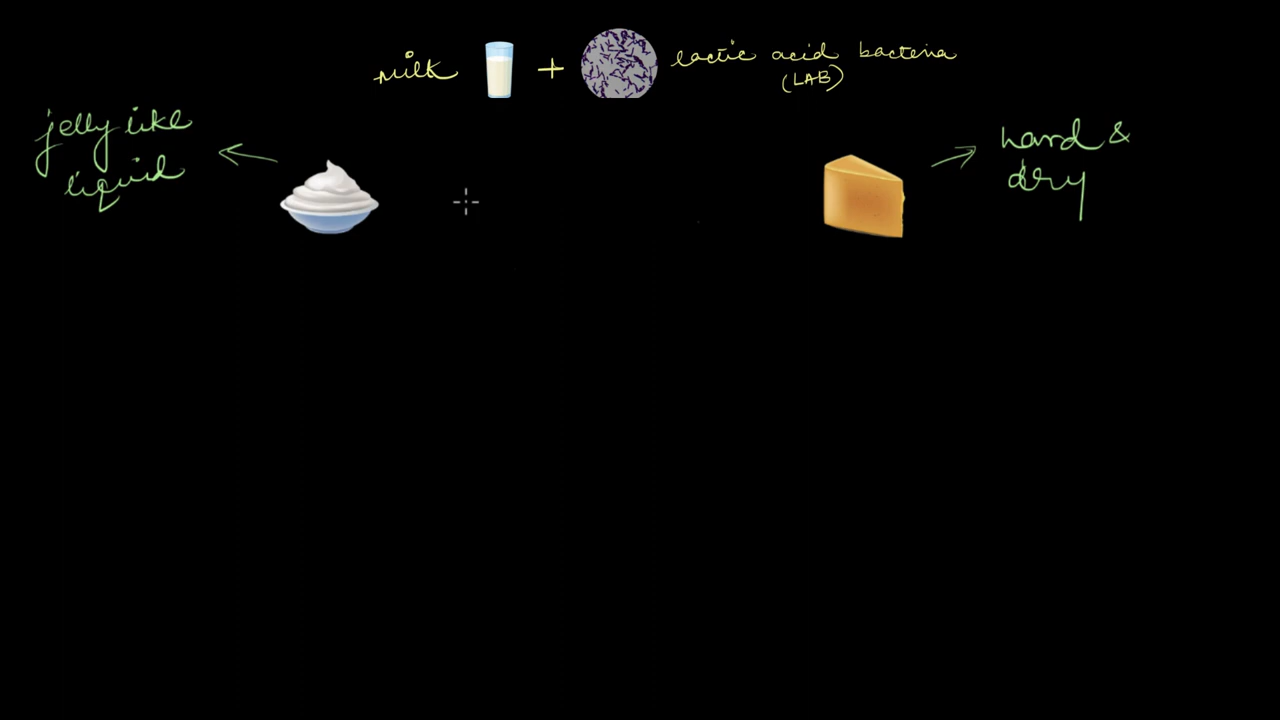 milk + lactic acid bacteria
(LAB)
jelly like
liquid
hard &
dry